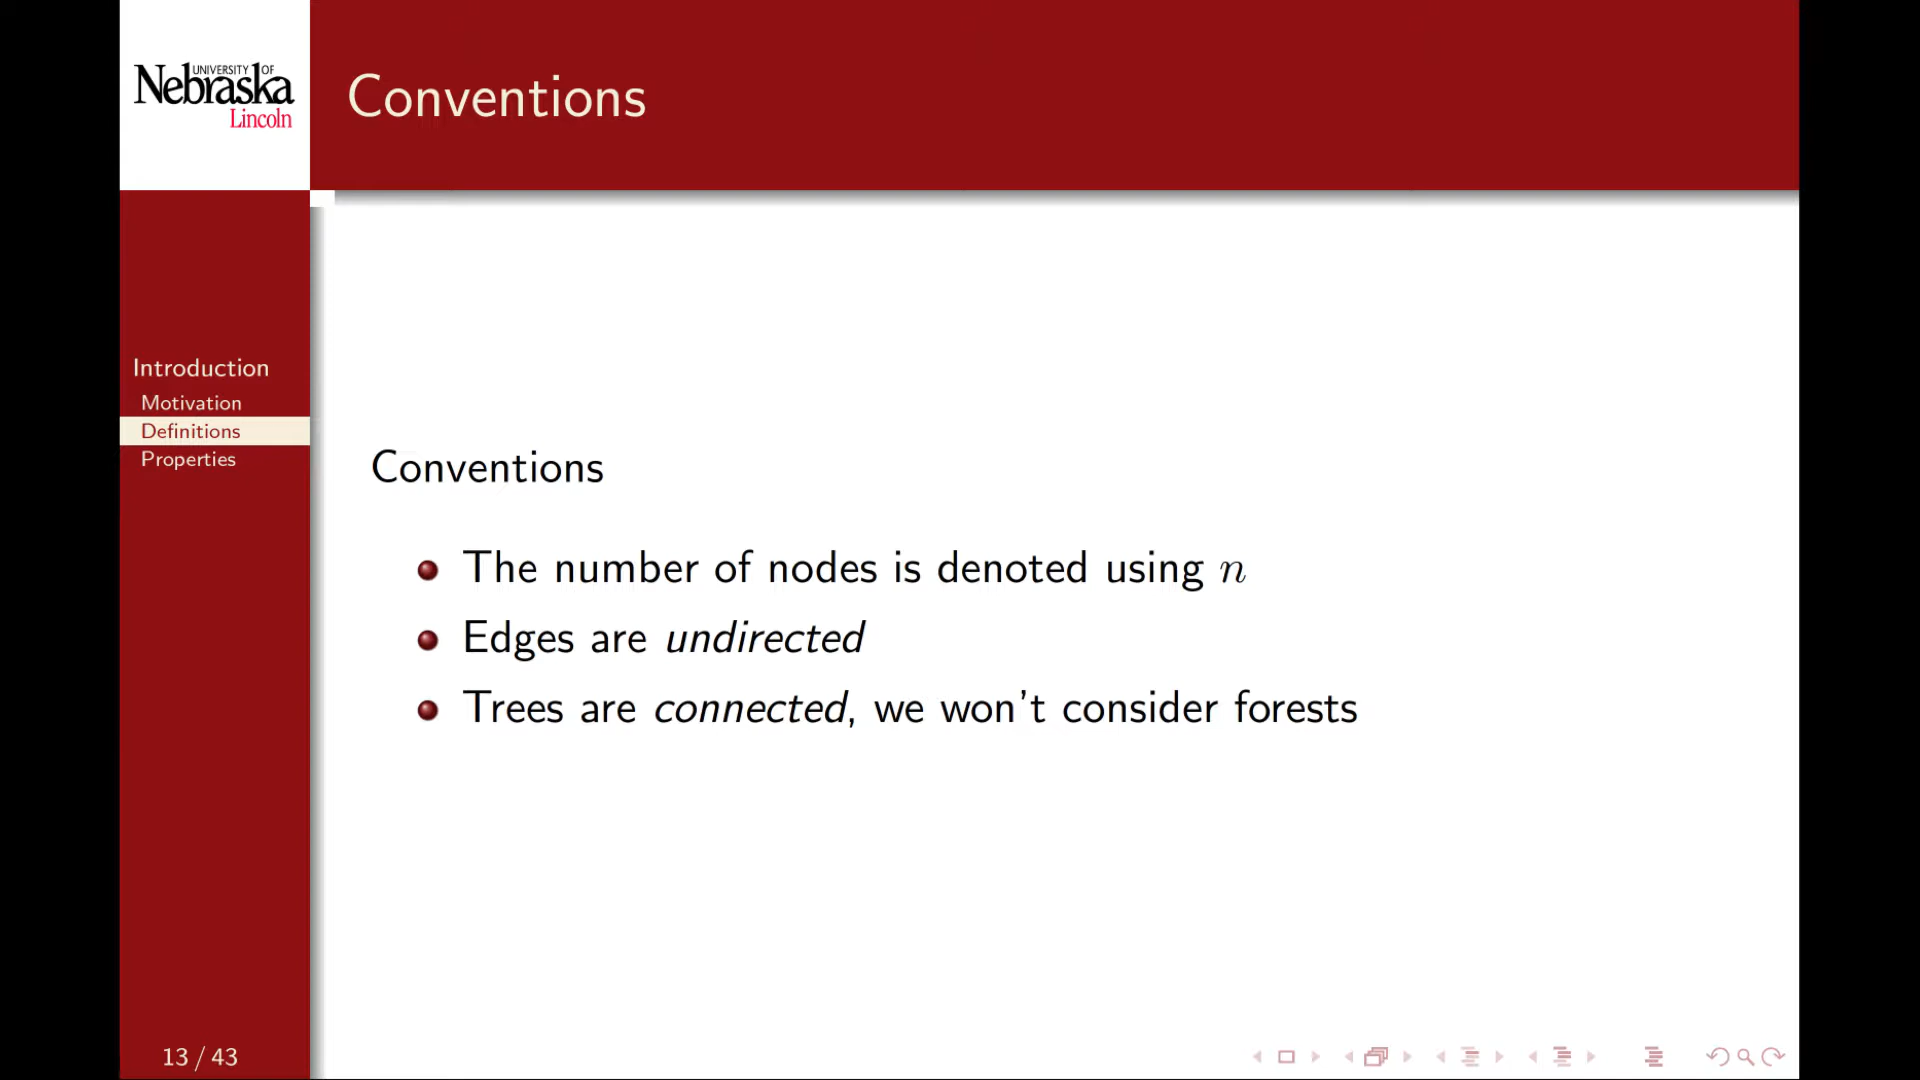 UNIVERSITY OF
Nebraska
Lincoln
Conventions
Introduction
Motivation
Definitions
Properties
Conventions
The number of nodes is denoted using n
Edges are undirected
Trees are connected, we won't consider forests
13 / 43